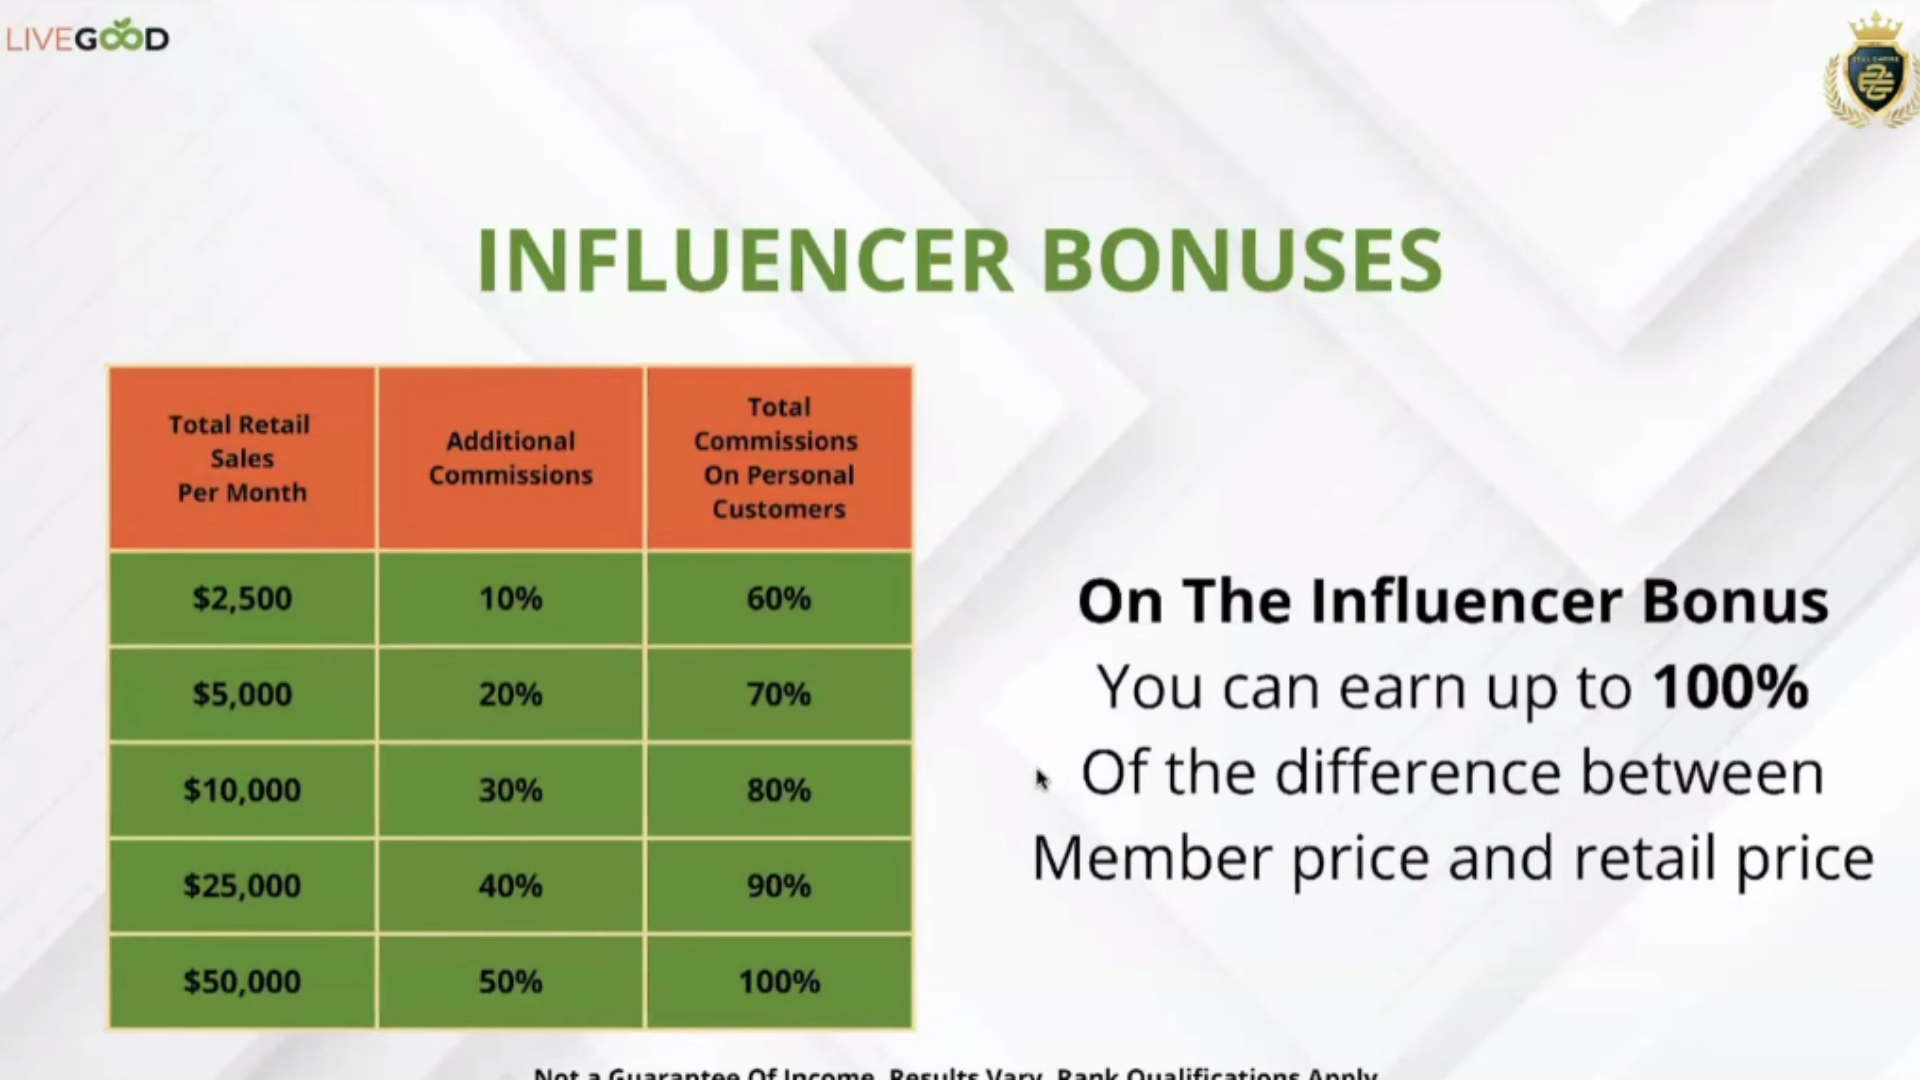 LIVEGOOD
INFLUENCER BONUSES
Total Retail
Sales
Per Month
Additional
Commissions
Total
Commissions
On Personal
Customers
$2,500 10% 60%
$5,000 20% 70%
$10,000 30% 80%
$25,000 40% 90%
$50,000 50% 100%
On The Influencer Bonus
You can earn up to 100%
Of the difference between
Member price and retail price
Not a Guarantee Of Income. Results Vary. Rank Qualifications Apply